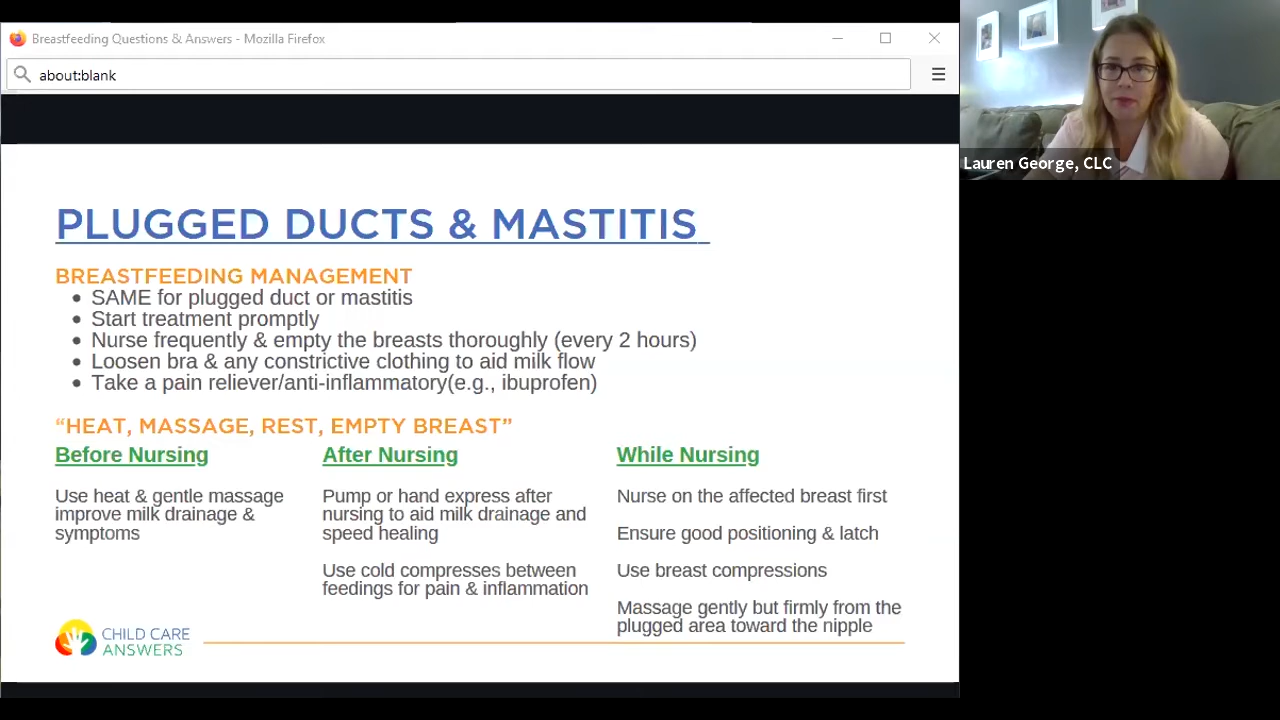 Breastfeeding Questions & Answers - Mozilla Firefox
about:blank
Lauren George, CLC
PLUGGED DUCTS & MASTITIS
BREASTFEEDING MANAGEMENT
• SAME for plugged duct or mastitis
• Start treatment promptly
• Nurse frequently & empty the breasts thoroughly (every 2 hours)
• Loosen bra & any constrictive clothing to aid milk flow
• Take a pain reliever/anti-inflammatory(e.g., ibuprofen)
“HEAT, MASSAGE, REST, EMPTY BREAST”
Before Nursing
Use heat & gentle massage
improve milk drainage &
symptoms
After Nursing
Pump or hand express after
nursing to aid milk drainage and
speed healing
Use cold compresses between
feedings for pain & inflammation
While Nursing
Nurse on the affected breast first
Ensure good positioning & latch
Use breast compressions
Massage gently but firmly from the
plugged area toward the nipple
CHILD CARE
ANSWERS